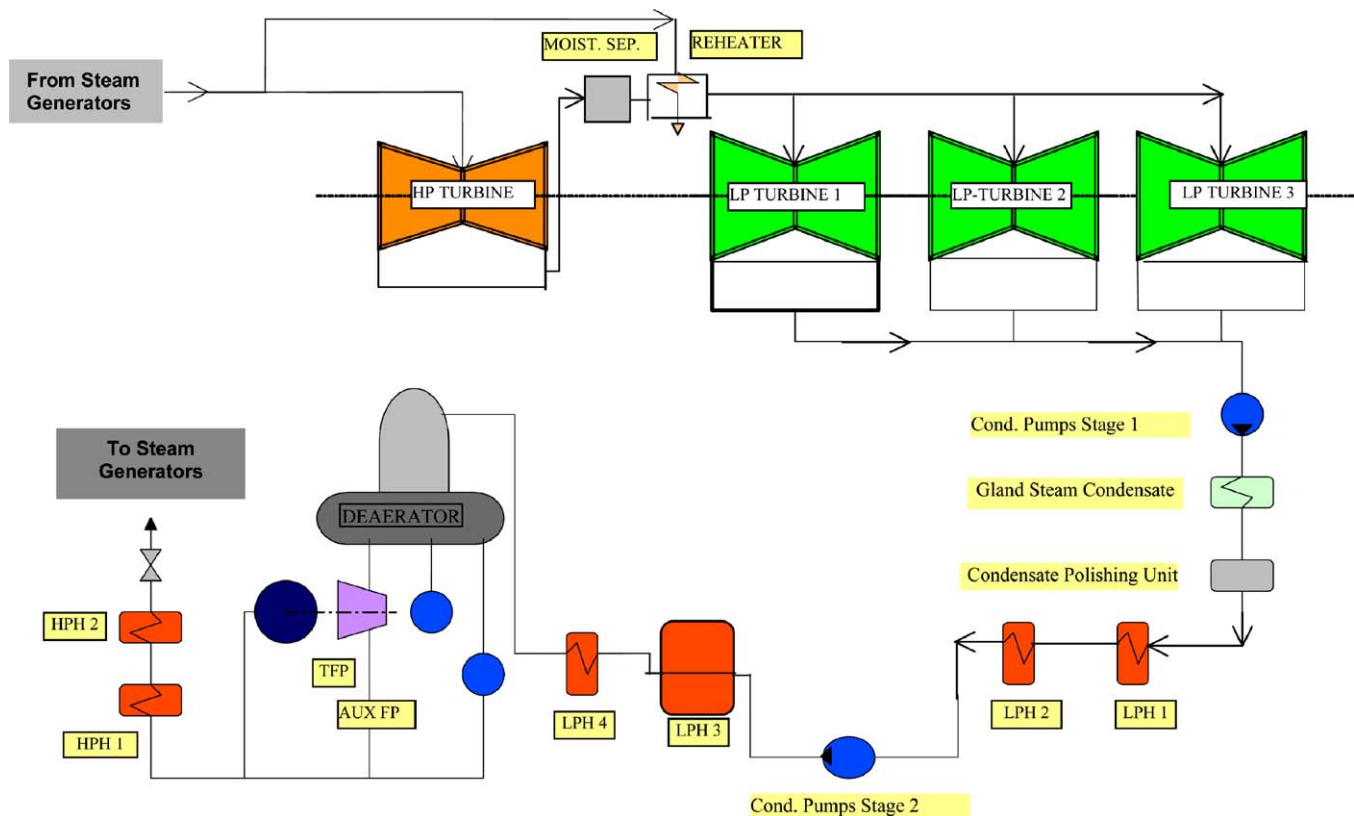 MOIST. SEP.
REHEATER
From Steam
Generators
HP TURBINE
LP TURBINE 1
LP-TURBINE 2
LP TURBINE 3
Cond. Pumps Stage 1
To Steam
Generators
Gland Steam Condensate
DEAERATOR
Condensate Polishing Unit
HPH 2
TFP
AUX FP
LPH 4
LPH 3
LPH 2
LPH 1
HPH 1
Cond. Pumps Stage 2